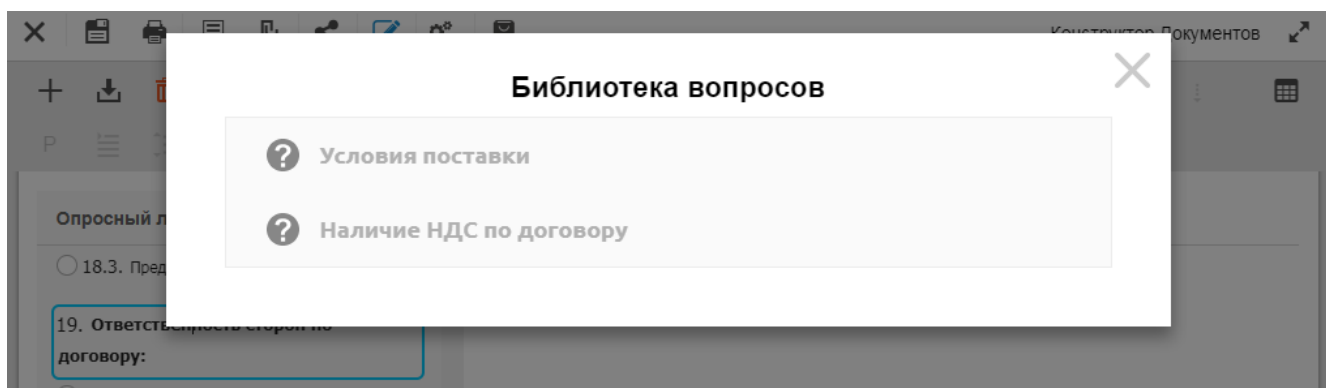 Конструктор Документов
Библиотека вопросов
Условия поставки
Наличие НДС по договору
Опросный
18.3. Пред
19. Ответственность сторон по
договору: